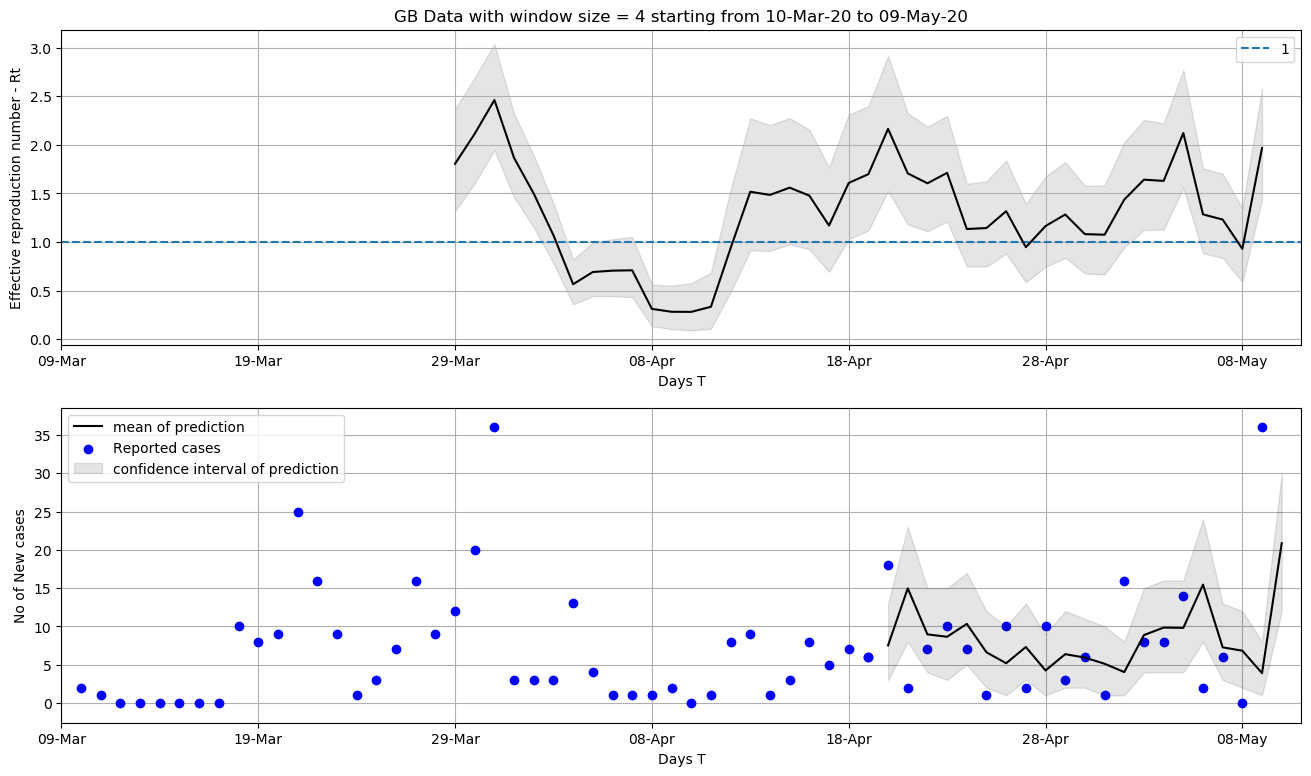 GB Data with window size = 4 starting from 10-Mar-20 to 09-May-20
Effective reproduction number - Rt
3.0
2.5
2.0
1.5
1.0
0.5
0.0
1
09-Mar
19-Mar
29-Mar
08-Apr
18-Apr
28-Apr
08-May
Days T
No of New cases
35
30
25
20
15
10
5
0
mean of prediction
Reported cases
confidence interval of prediction
09-Mar
19-Mar
29-Mar
08-Apr
18-Apr
28-Apr
08-May
Days T